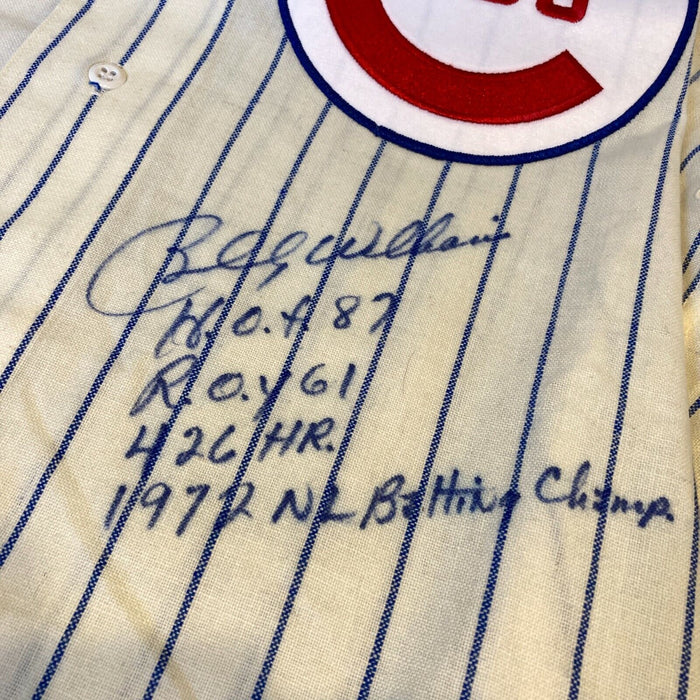 Billy Williams
H.O.F. 87
R.O.Y 61
426 HR.
1972 NL Batting Champ.